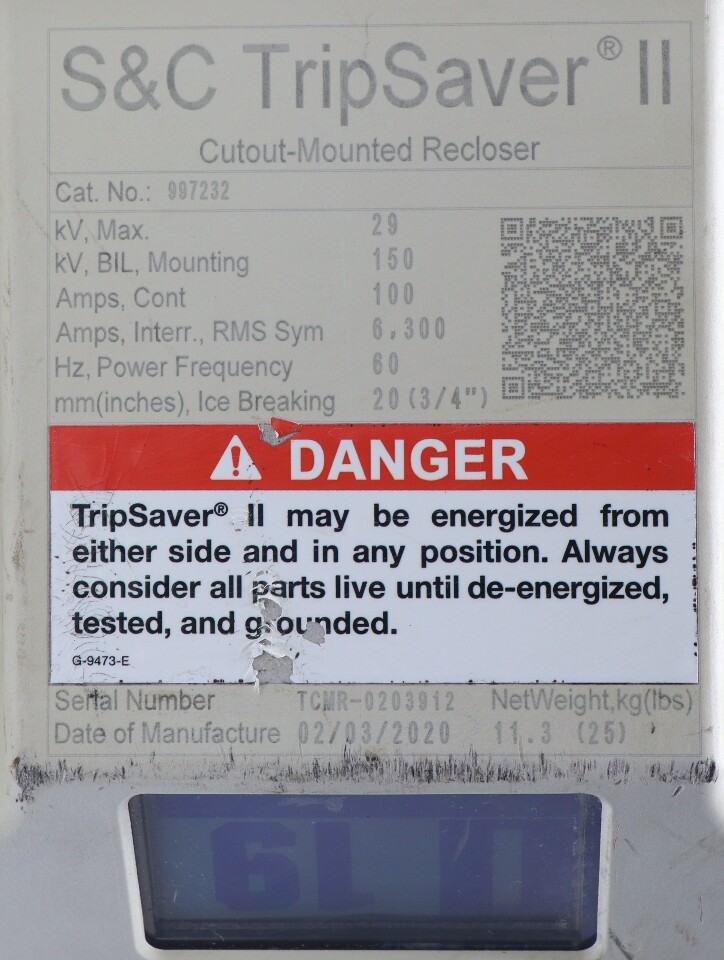 S&C TripSaver® II
Cutout-Mounted Recloser
Cat. No.: 997232
kV, Max. 29
kV, BIL, Mounting 150
Amps, Cont 100
Amps, Interr., RMS Sym 6,300
Hz, Power Frequency 60
mm(inches), Ice Breaking 20 (3/4")
DANGER
TripSaver® II may be energized from
either side and in any position. Always
consider all parts live until de-energized,
tested, and grounded.
G-9473-E
Serial Number TCMR-0203912 NetWeight,kg(lbs)
Date of Manufacture 02/03/2020 11.3 (25)